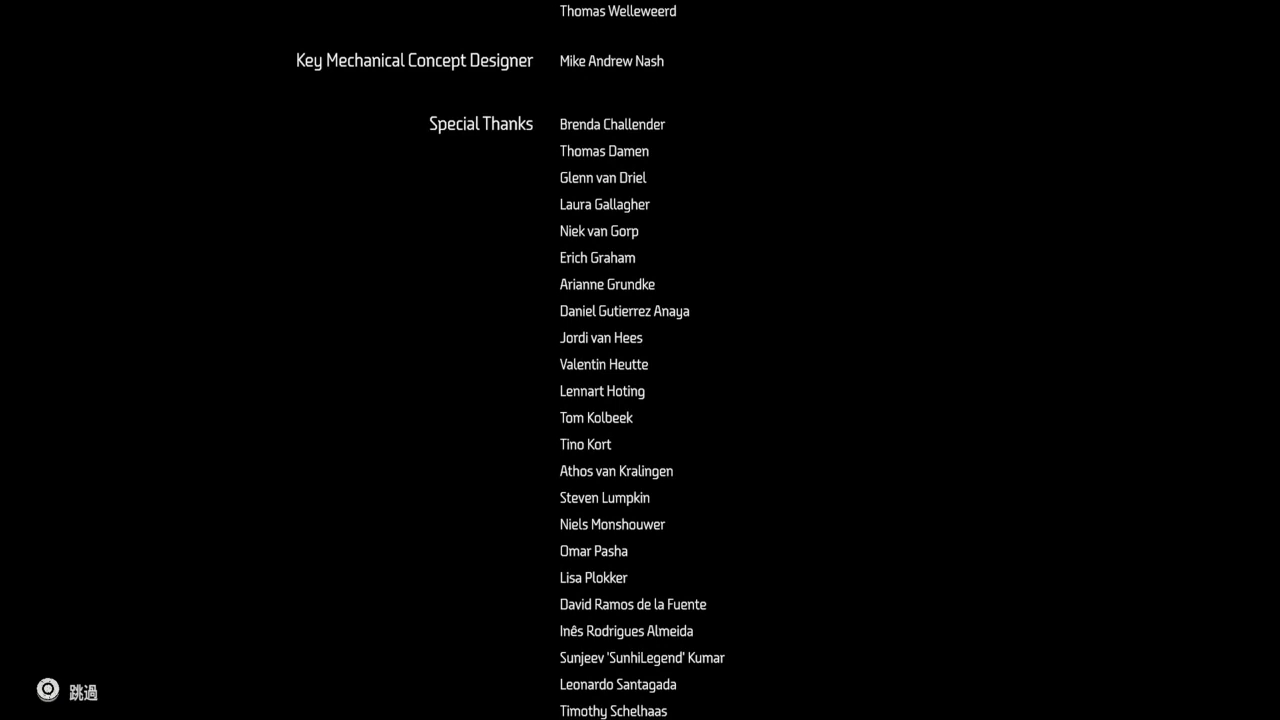 Thomas Welleweerd
Key Mechanical Concept Designer Mike Andrew Nash
Special Thanks Brenda Challender
Thomas Damen
Glenn van Driel
Laura Gallagher
Niek van Gorp
Erich Graham
Arianne Grundke
Daniel Gutierrez Anaya
Jordi van Hees
Valentin Heutte
Lennart Hoting
Tom Kolbeek
Tino Kort
Athos van Kralingen
Steven Lumpkin
Niels Monshouwer
Omar Pasha
Lisa Plokker
David Ramos de la Fuente
Inês Rodrigues Almeida
Sunjeev 'SunhiLegend' Kumar
Leonardo Santagada
Timothy Schelhaas
跳過